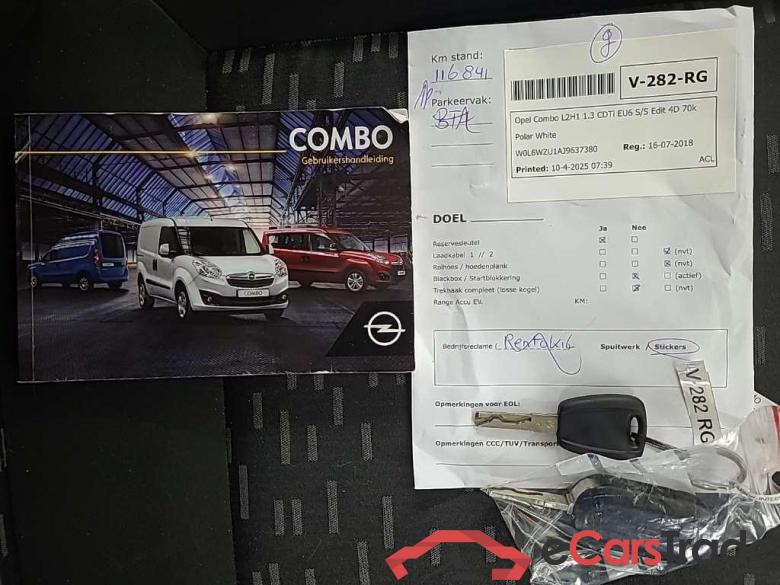 COMBO
Gebruikershandleiding
COMBO
Km stand:
116841
Parkeervak:
V-282-RG
Opel Combo L2H1 1.3 CDTi EU6 S/S Edit 4D 70k
Polar White
W0L6WZU1AJ9637380 Reg.: 16-07-2018
Printed: 10-4-2025 07:39 ACL
DOEL
Ja Nee
Reservesleutel
Laadkabel 1 // 2 (nvt)
Rolhoes / hoedenplank (nvt)
Blackbox / Startblokkering (actief)
Trekhaak compleet (losse kogel) (nvt)
Range Accu EV. KM:
Bedrijfsreclame Spuitwerk / Stickers
Opmerkingen voor EOL:
Opmerkingen CCC/TUV/Transport
V 282 RG
eCarsTrad